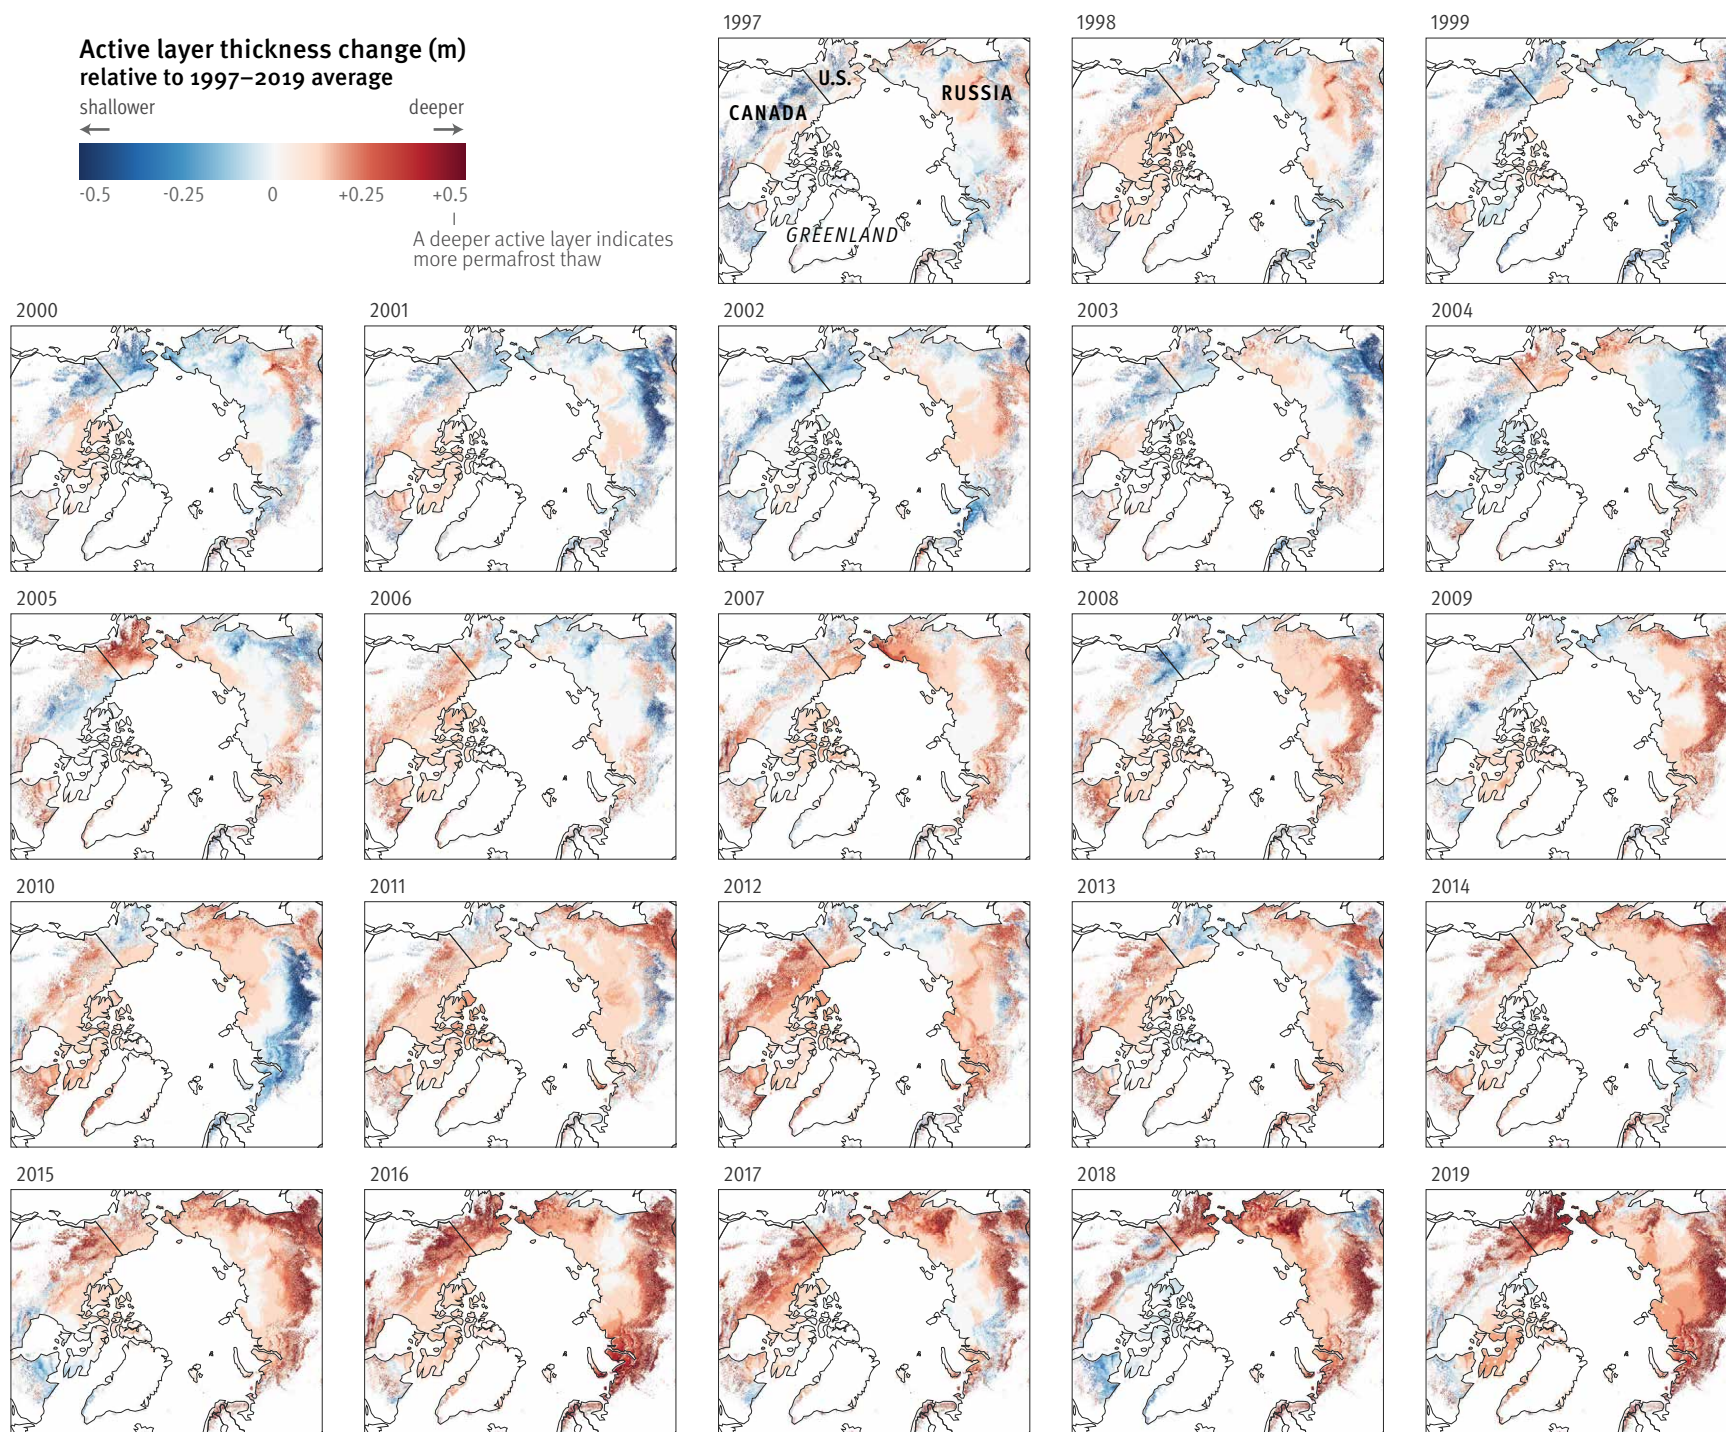 Active layer thickness change (m)
relative to 1997–2019 average
shallower deeper
-0.5 -0.25 0 +0.25 +0.5
A deeper active layer indicates
more permafrost thaw
1997 1998 1999
U.S.
RUSSIA
CANADA
GREENLAND
2000 2001 2002 2003 2004
2005 2006 2007 2008 2009
2010 2011 2012 2013 2014
2015 2016 2017 2018 2019